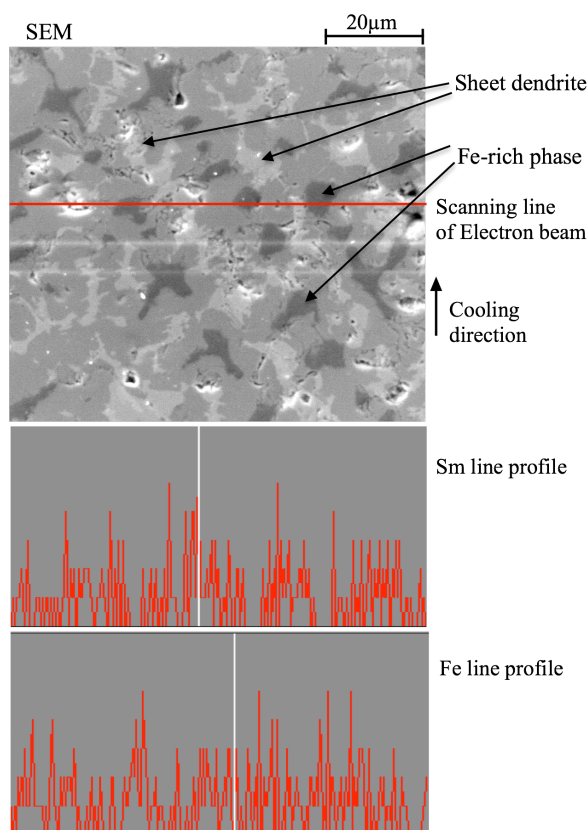 SEM
20µm
Sheet dendrite
Fe-rich phase
Scanning line
of Electron beam
Cooling
direction
Sm line profile
Fe line profile